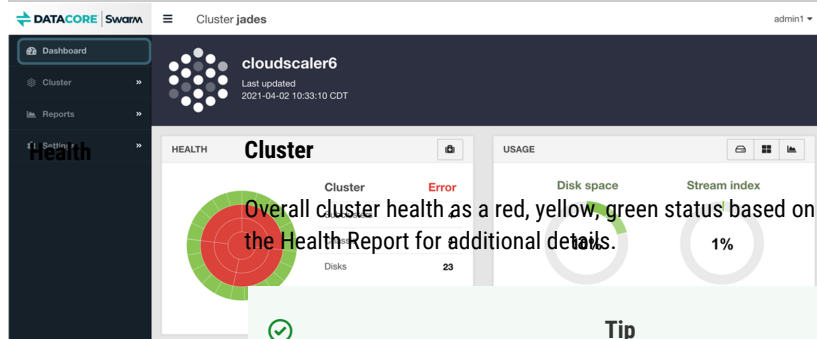 DATACORE Swarm
Cluster jades
admin1
Dashboard
Cluster
Reports
Settings
Health
cloudscaler6
Last updated
2021-04-02 10:33:10 CDT
HEALTH
Cluster
Cluster Error
Disks 23
Overall cluster health as a red, yellow, green status based on
the Health Report for additional details.
USAGE
Disk space
10%
Stream index
1%
Tip